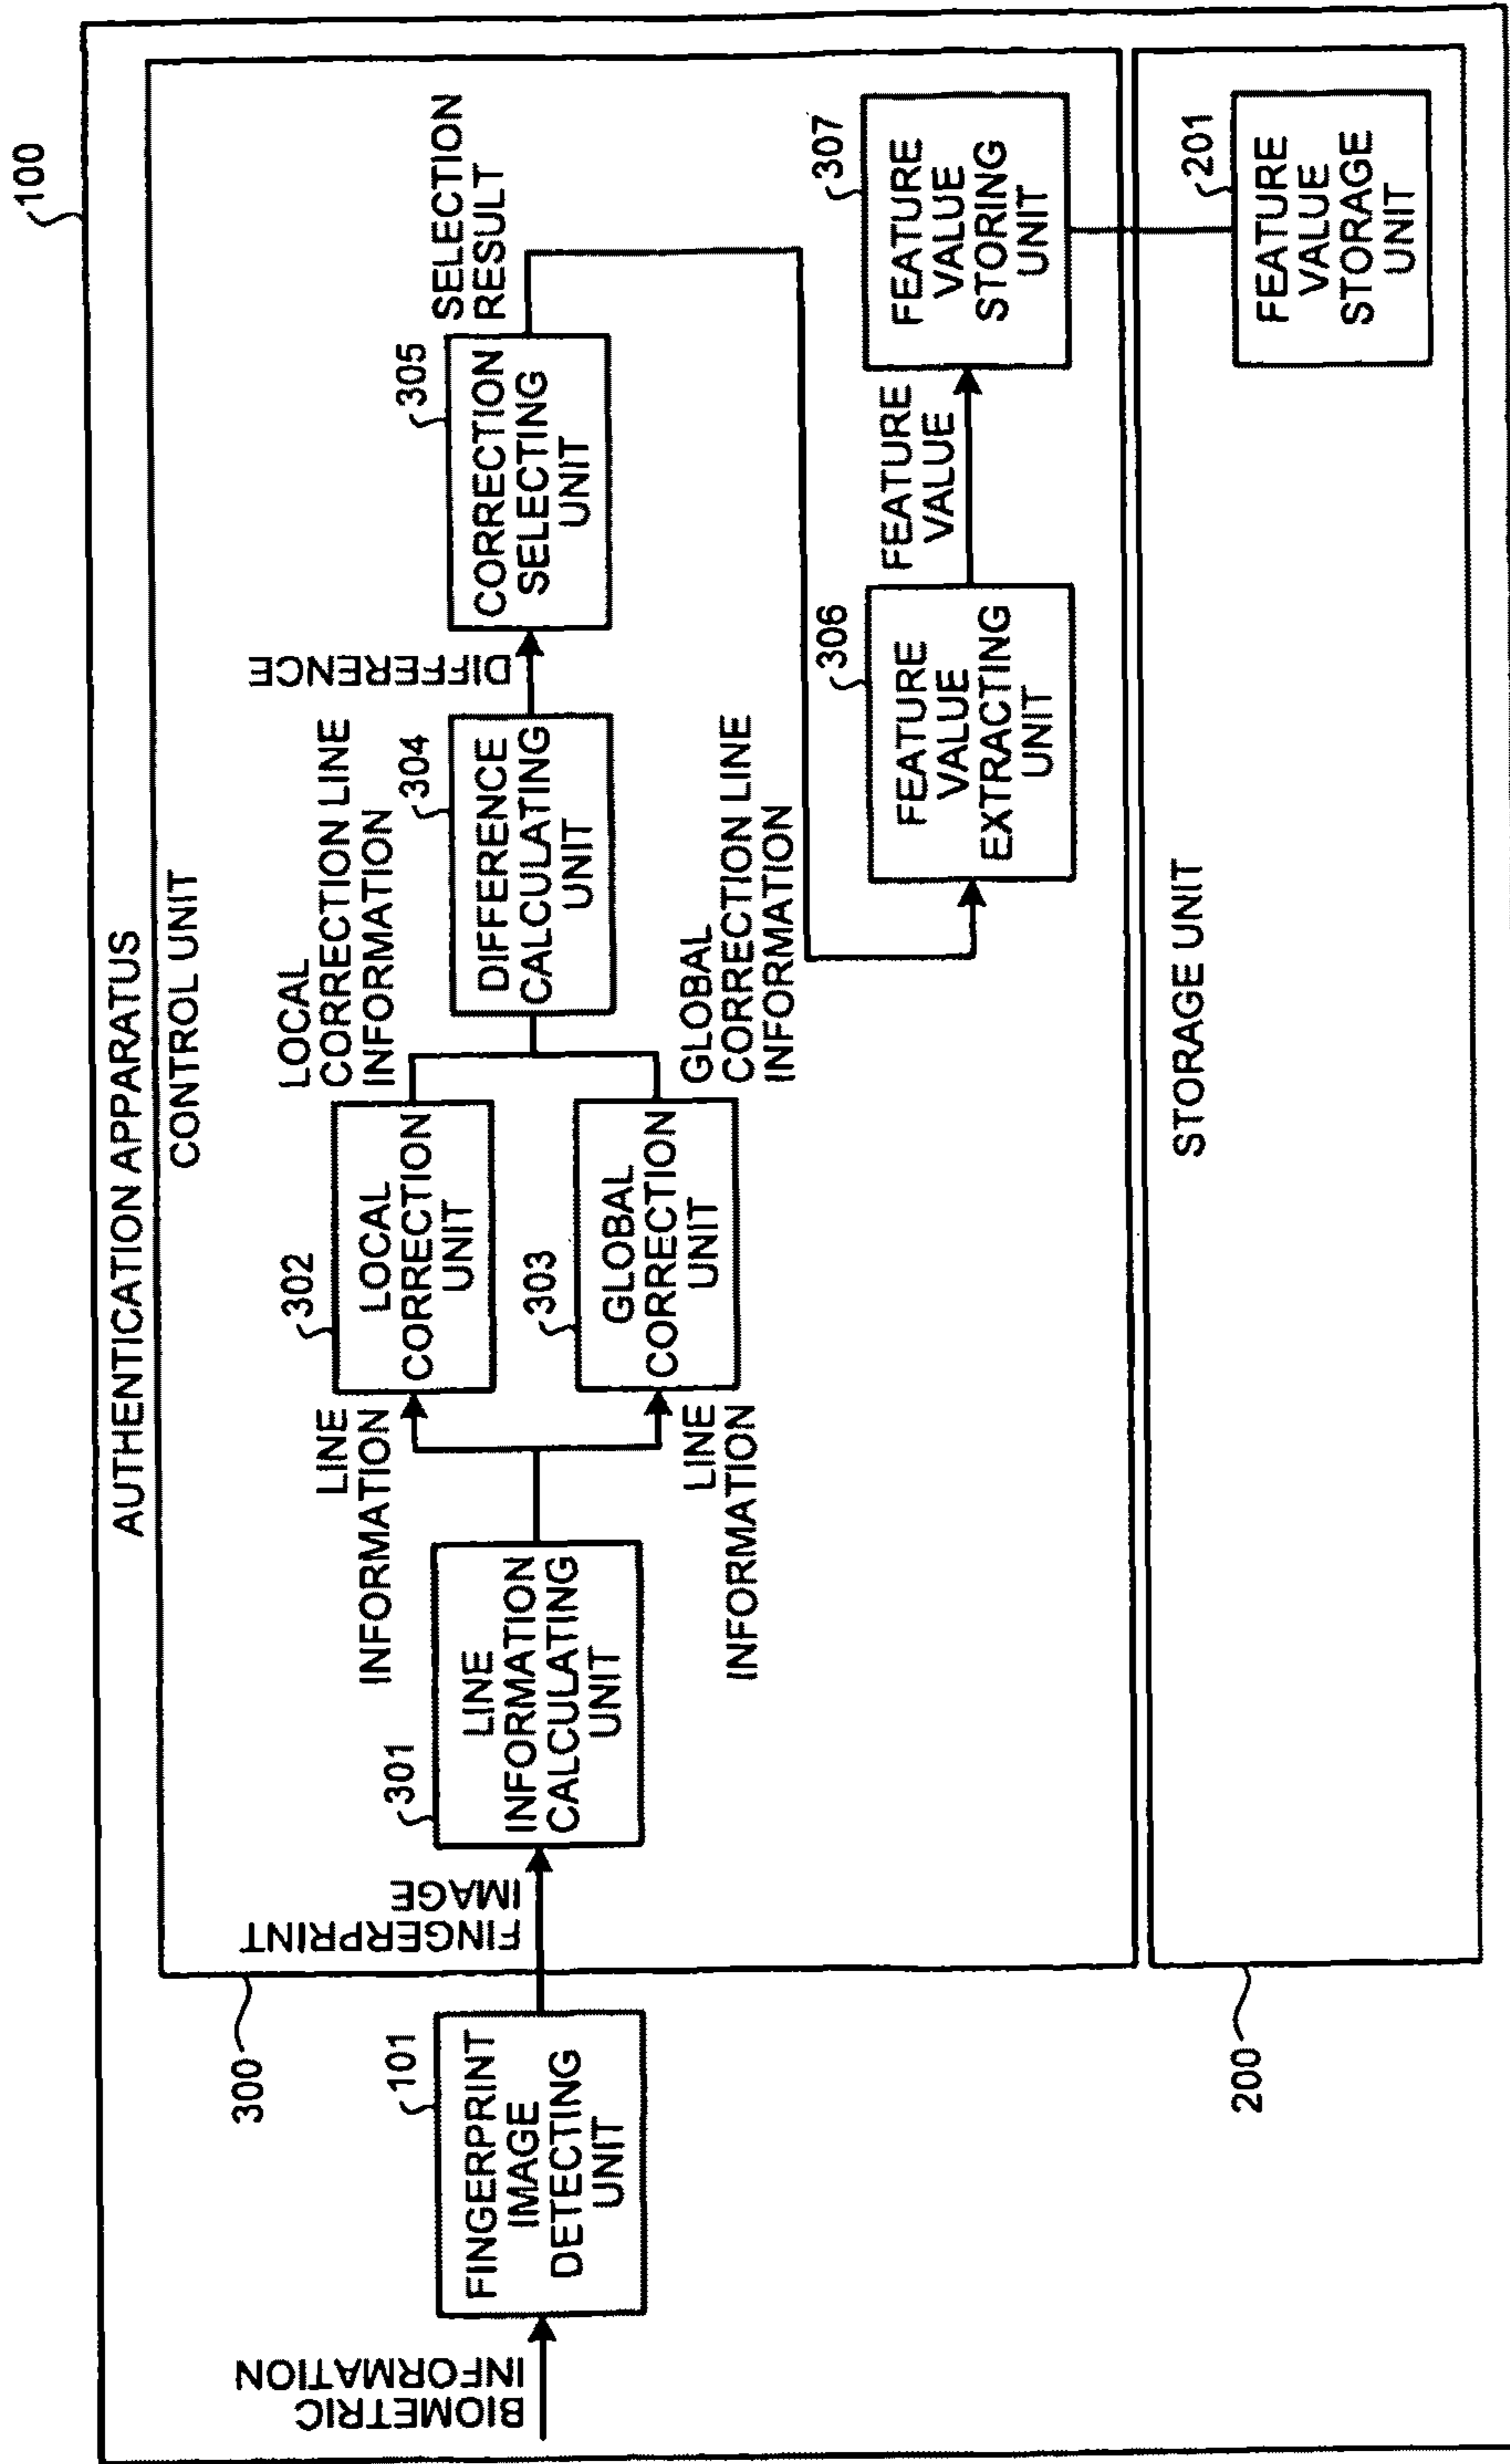 100
AUTHENTICATION APPARATUS
CONTROL UNIT
300
BIOMETRIC
INFORMATION
101
FINGERPRINT
IMAGE
DETECTING
UNIT
FINGERPRINT
IMAGE
301
LINE
INFORMATION
CALCULATING
UNIT
LINE
INFORMATION
LINE
INFORMATION
302
LOCAL
CORRECTION
UNIT
303
GLOBAL
CORRECTION
UNIT
LOCAL
CORRECTION LINE
INFORMATION
GLOBAL
CORRECTION LINE
INFORMATION
304
DIFFERENCE
CALCULATING
UNIT
DIFFERENCE
305
CORRECTION
SELECTING
UNIT
SELECTION
RESULT
306
FEATURE
VALUE
EXTRACTING
UNIT
FEATURE
VALUE
307
FEATURE
VALUE
STORING
UNIT
200
STORAGE UNIT
201
FEATURE
VALUE
STORAGE
UNIT